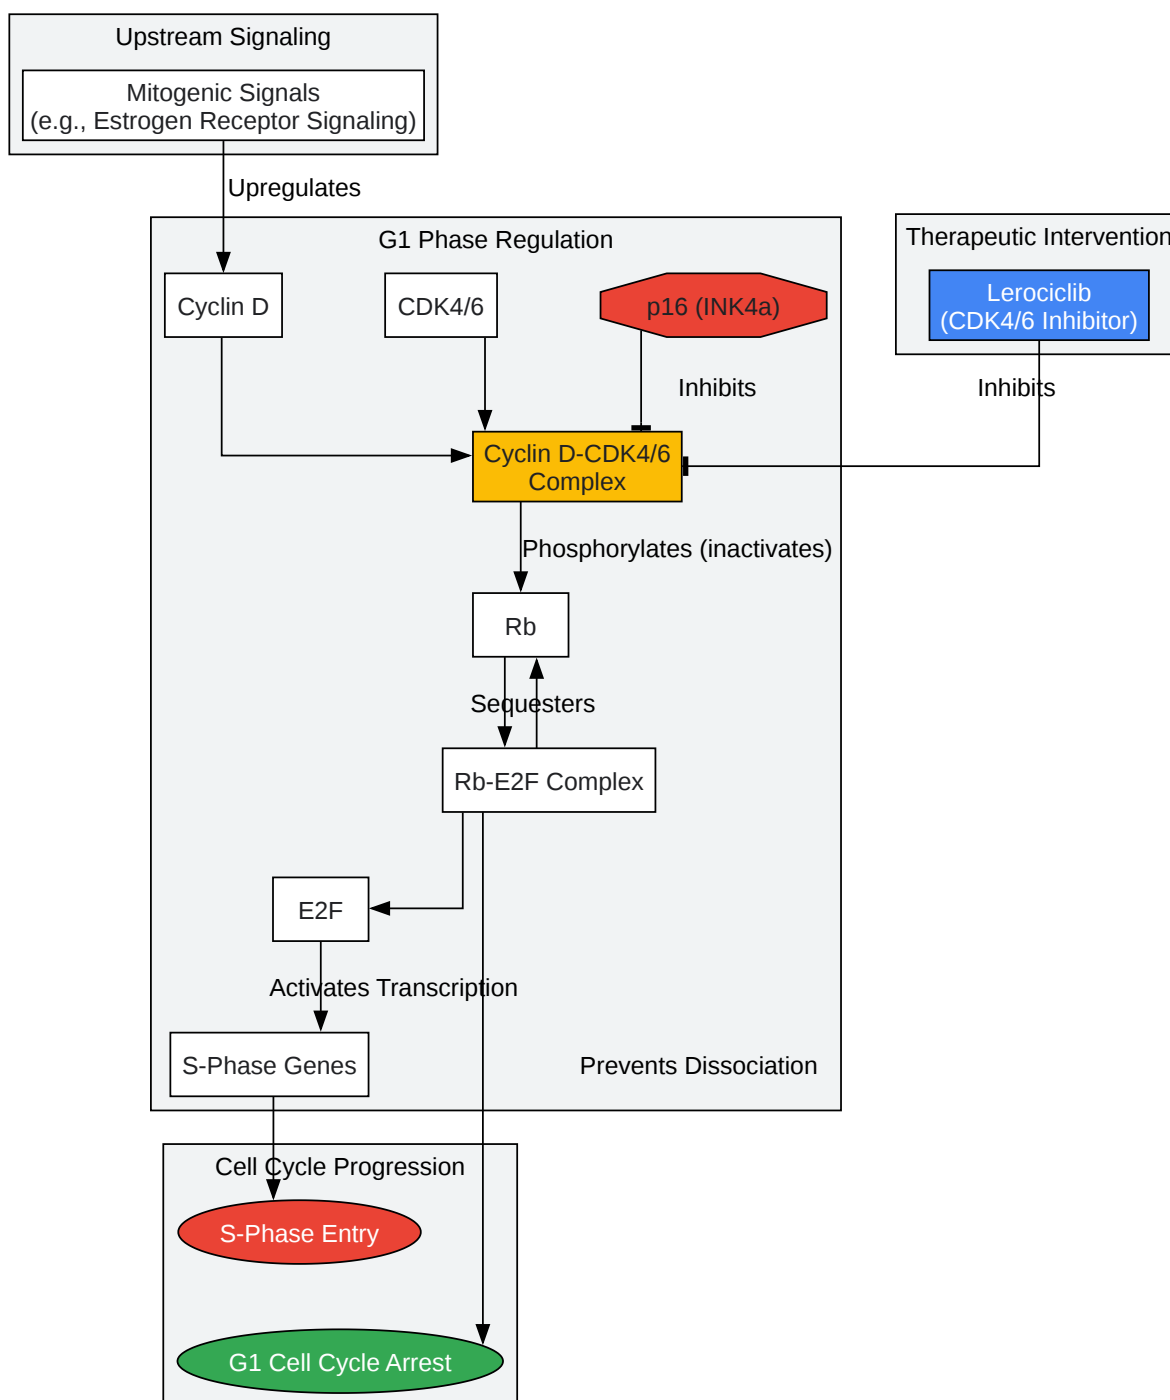 Upstream Signaling
Mitogenic Signals
(e.g., Estrogen Receptor Signaling)
Upregulates
G1 Phase Regulation
Therapeutic Intervention
Cyclin D
CDK4/6
p16 (INK4a)
Lerociclib
(CDK4/6 Inhibitor)
Inhibits
Inhibits
Cyclin D-CDK4/6
Complex
Phosphorylates (inactivates)
Rb
Sequesters
Rb-E2F Complex
E2F
Activates Transcription
S-Phase Genes
Prevents Dissociation
Cell Cycle Progression
S-Phase Entry
G1 Cell Cycle Arrest